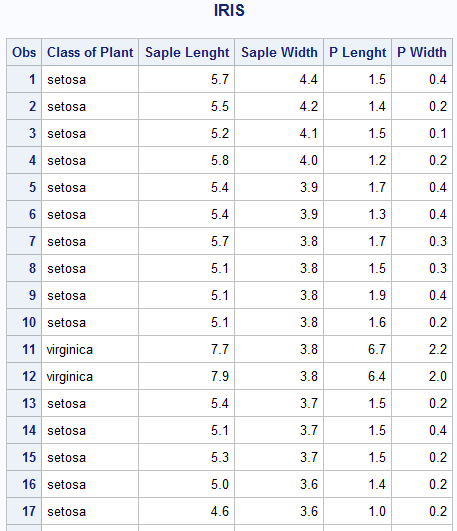 IRIS
Obs Class of Plant Saple Lenght Saple Width P Lenght P Width
1 setosa 5.7 4.4 1.5 0.4
2 setosa 5.5 4.2 1.4 0.2
3 setosa 5.2 4.1 1.5 0.1
4 setosa 5.8 4.0 1.2 0.2
5 setosa 5.4 3.9 1.7 0.4
6 setosa 5.4 3.9 1.3 0.4
7 setosa 5.7 3.8 1.7 0.3
8 setosa 5.1 3.8 1.5 0.3
9 setosa 5.1 3.8 1.9 0.4
10 setosa 5.1 3.8 1.6 0.2
11 virginica 7.7 3.8 6.7 2.2
12 virginica 7.9 3.8 6.4 2.0
13 setosa 5.4 3.7 1.5 0.2
14 setosa 5.1 3.7 1.5 0.4
15 setosa 5.3 3.7 1.5 0.2
16 setosa 5.0 3.6 1.4 0.2
17 setosa 4.6 3.6 1.0 0.2